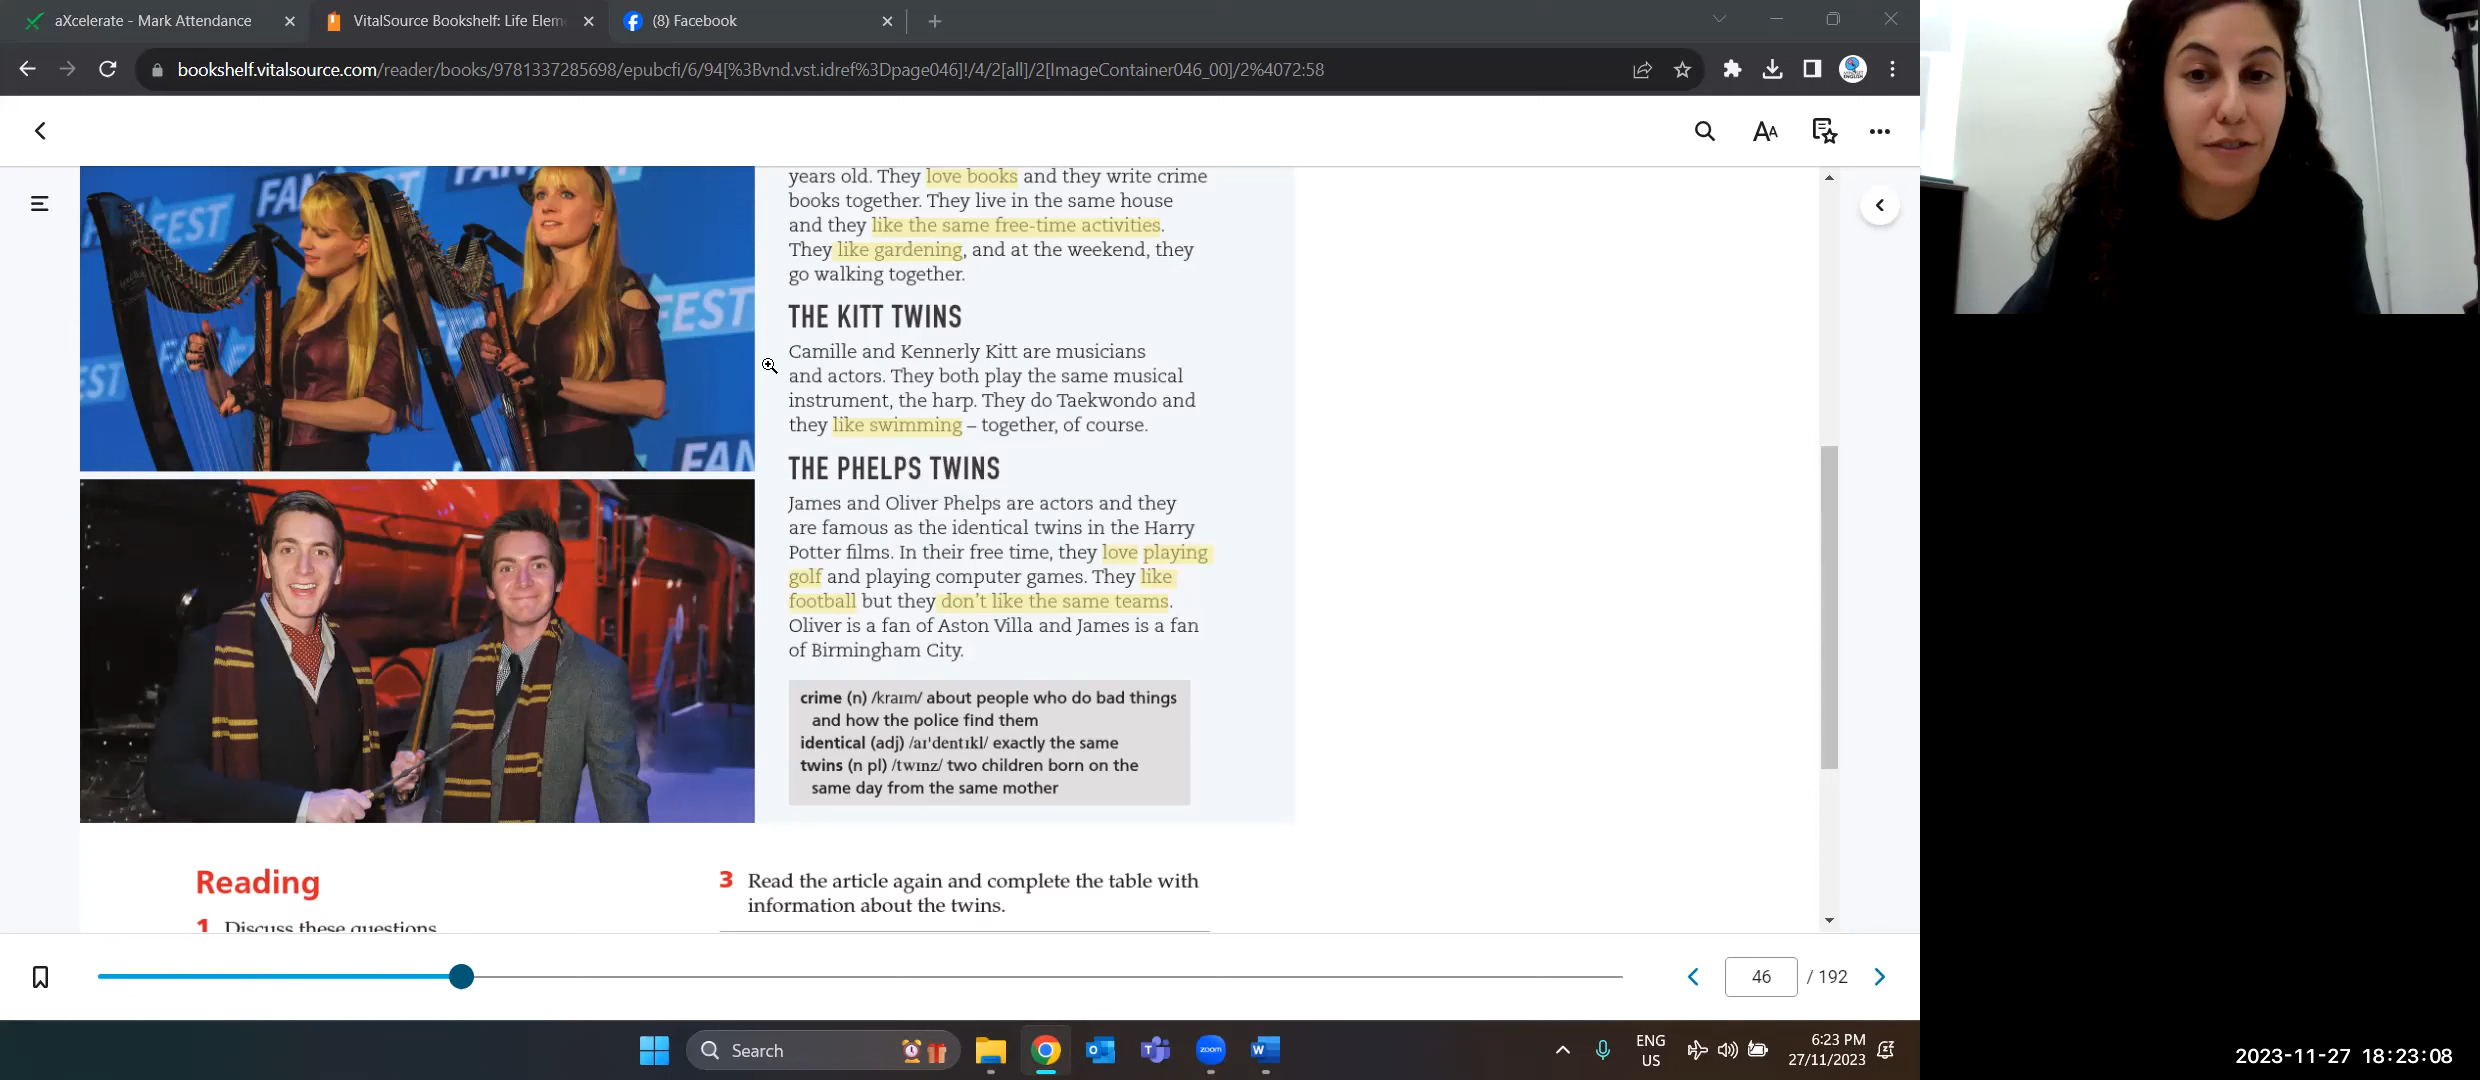 aXcelerate - Mark Attendance
VitalSource Bookshelf: Life Elem
(8) Facebook
bookshelf.vitalsource.com/reader/books/9781337285698/epubcfi/6/94[%3Bvnd.vst.idref%3Dpage046]!/4/2[all]/2[ImageContainer046_00]/2%4072:58
years old. They love books and they write crime
books together. They live in the same house
and they like the same free-time activities.
They like gardening, and at the weekend, they
go walking together.
THE KITT TWINS
Camille and Kennerly Kitt are musicians
and actors. They both play the same musical
instrument, the harp. They do Taekwondo and
they like swimming – together, of course.
THE PHELPS TWINS
James and Oliver Phelps are actors and they
are famous as the identical twins in the Harry
Potter films. In their free time, they love playing
golf and playing computer games. They like
football but they don't like the same teams.
Oliver is a fan of Aston Villa and James is a fan
of Birmingham City.
crime (n) /kraɪm/ about people who do bad things
and how the police find them
identical (adj) /aɪ'dentɪkl/ exactly the same
twins (n pl) /twɪnz/ two children born on the
same day from the same mother
Reading
1 Discuss these questions
3 Read the article again and complete the table with
information about the twins.
46 / 192
Search
zoom
ENG
US
6:23 PM
27/11/2023
2023-11-27 18:23:08